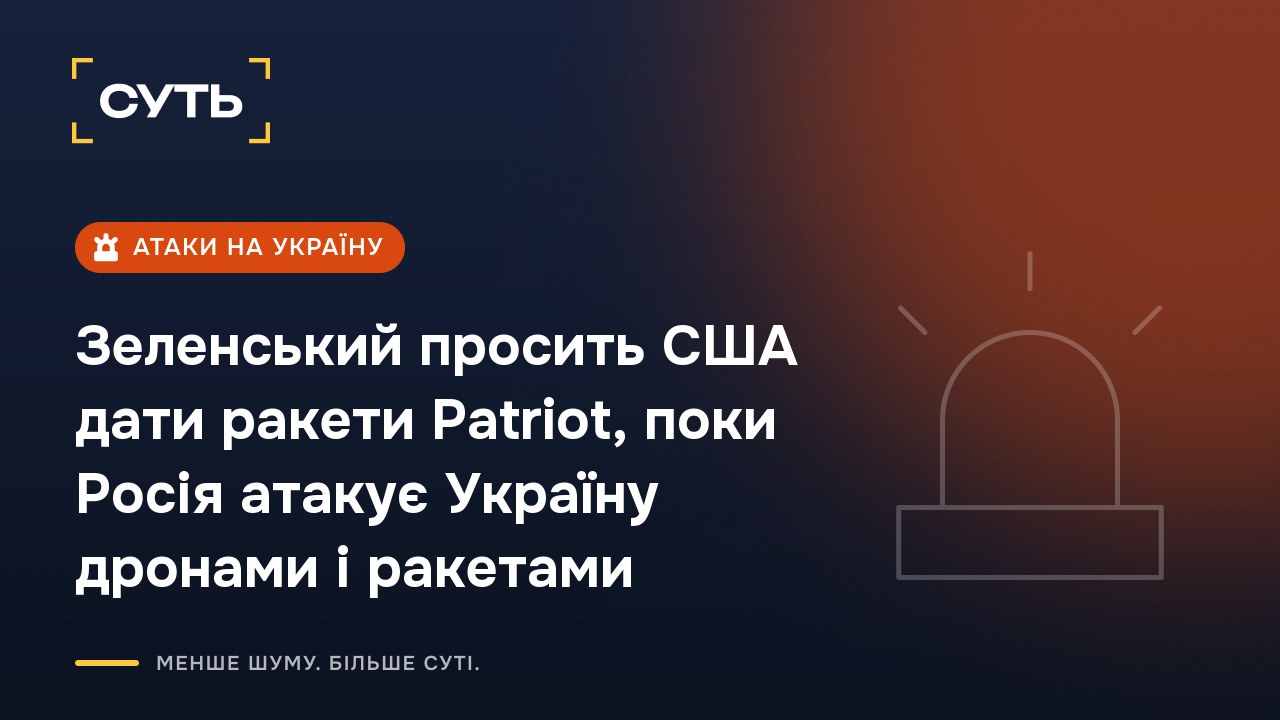 СУТЬ
АТАКИ НА УКРАЇНУ
Зеленський просить США
дати ракети Patriot, поки
Росія атакує Україну
дронами і ракетами
МЕНШЕ ШУМУ. БІЛЬШЕ СУТІ.